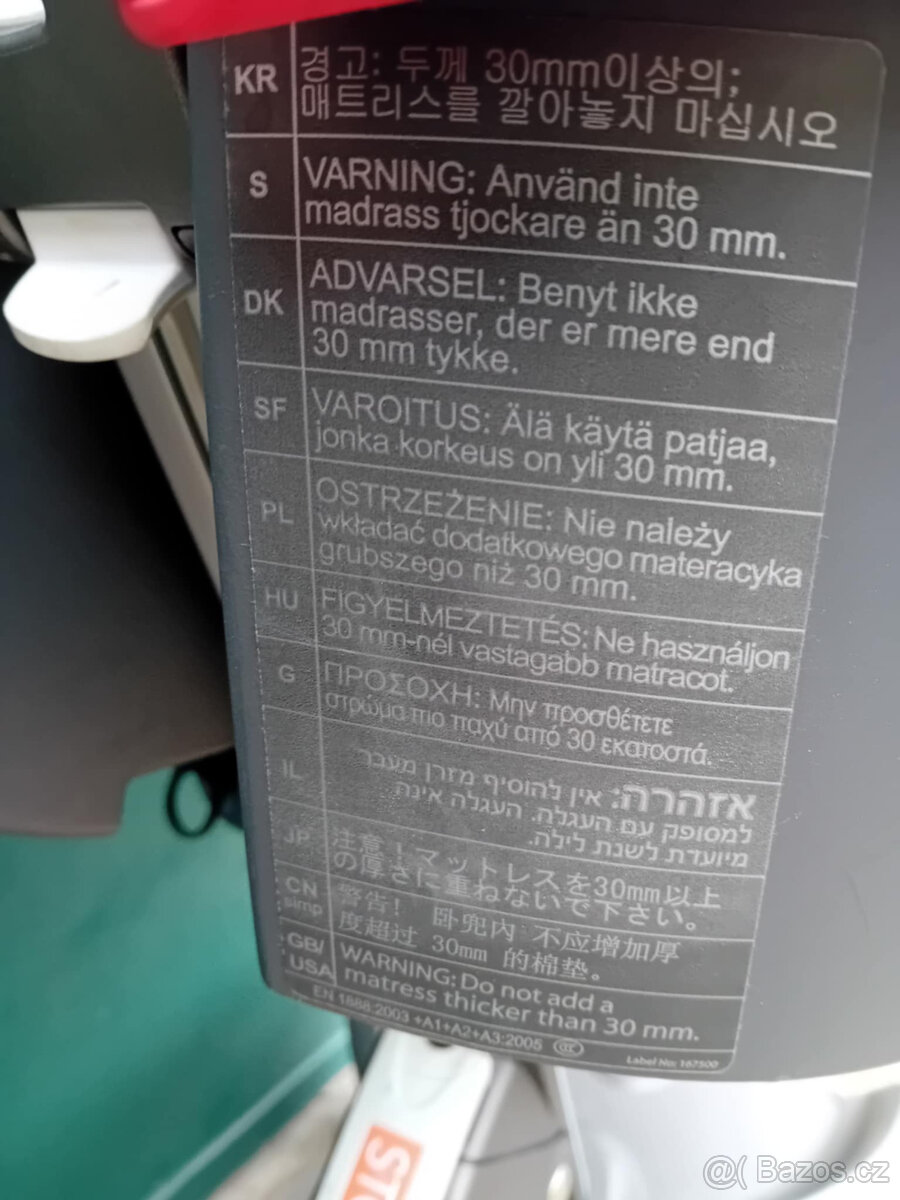 KR 경고: 두께 30mm이상의;
매트리스를 깔아놓지 마십시오
S VARNING: Använd inte
madrass tjockare än 30 mm.
DK ADVARSEL: Benyt ikke
madrasser, der er mere end
30 mm tykke.
SF VAROITUS: Älä käytä patjaa,
jonka korkeus on yli 30 mm.
PL OSTRZEŻENIE: Nie należy
wkładać dodatkowego materacyka
grubszego niż 30 mm.
HU FIGYELMEZTETÉS: Ne használjon
30 mm-nél vastagabb matracot.
G ΠΡΟΣΟΧΗ: Μην προσθέτετε
στρώμα πιο παχύ από 30 εκατοστά.
IL אזהרה: אין להוסיף מזרן מעבר
למסופק עם העגלה. העגלה אינה
מיועדת לשנת לילה.
JP 注意！マットレスを30mm以上
の厚さに重ねないで下さい。
CN simp 警告! 卧兜内 不应增加厚
度超过 30mm 的棉垫。
GB/USA WARNING: Do not add a
matress thicker than 30 mm.
EN 1888:2003 +A1+A2+A3:2005 CCC
Label No: 167500
STO
@( Bazos.cz